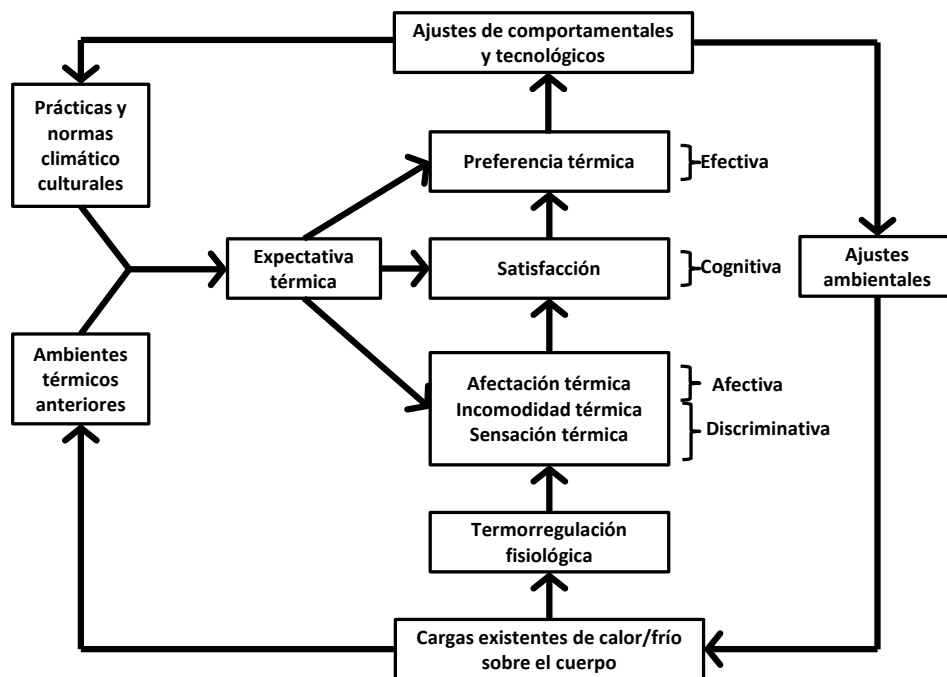 Ajustes de comportamentales
y tecnológicos
Prácticas y
normas
climático
culturales
Preferencia térmica
Efectiva
Expectativa
térmica
Satisfacción
Cognitiva
Ajustes
ambientales
Ambientes
térmicos
anteriores
Afectación térmica
Incomodidad térmica
Sensación térmica
Afectiva
Discriminativa
Termorregulación
fisiológica
Cargas existentes de calor/frío
sobre el cuerpo